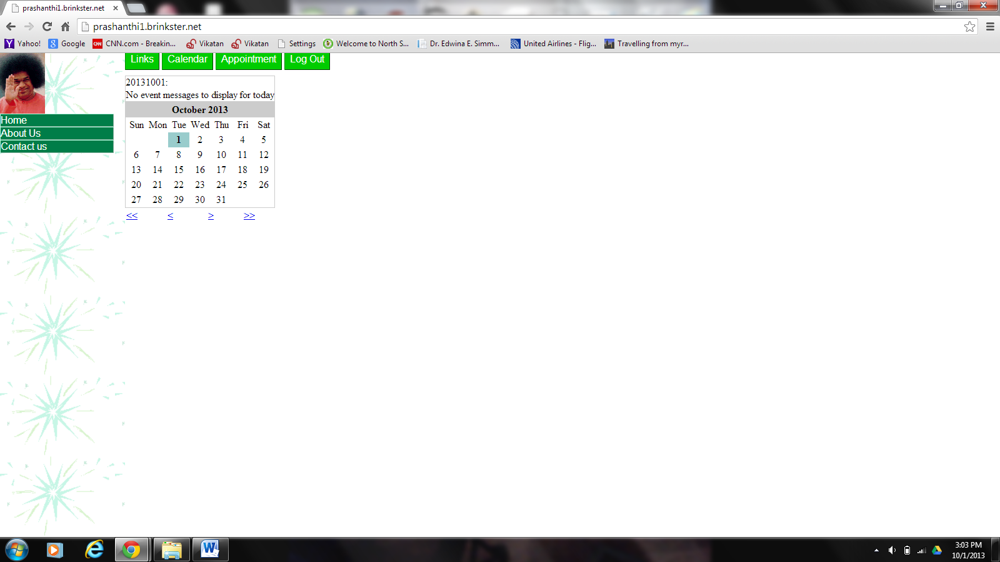 prashanthi1.brinkster.net
prashanthi1.brinkster.net
Yahoo! Google CNN CNN.com - Breakin... Vikatan Vikatan Settings Welcome to North S... Dr. Edwina E. Simm... United Airlines - Flig... Travelling from myr...
Links Calendar Appointment Log Out
Home
About Us
Contact us
20131001:
No event messages to display for today
October 2013
Sun Mon Tue Wed Thu Fri Sat
1 2 3 4 5
6 7 8 9 10 11 12
13 14 15 16 17 18 19
20 21 22 23 24 25 26
27 28 29 30 31
<< < > >>
3:03 PM
10/1/2013